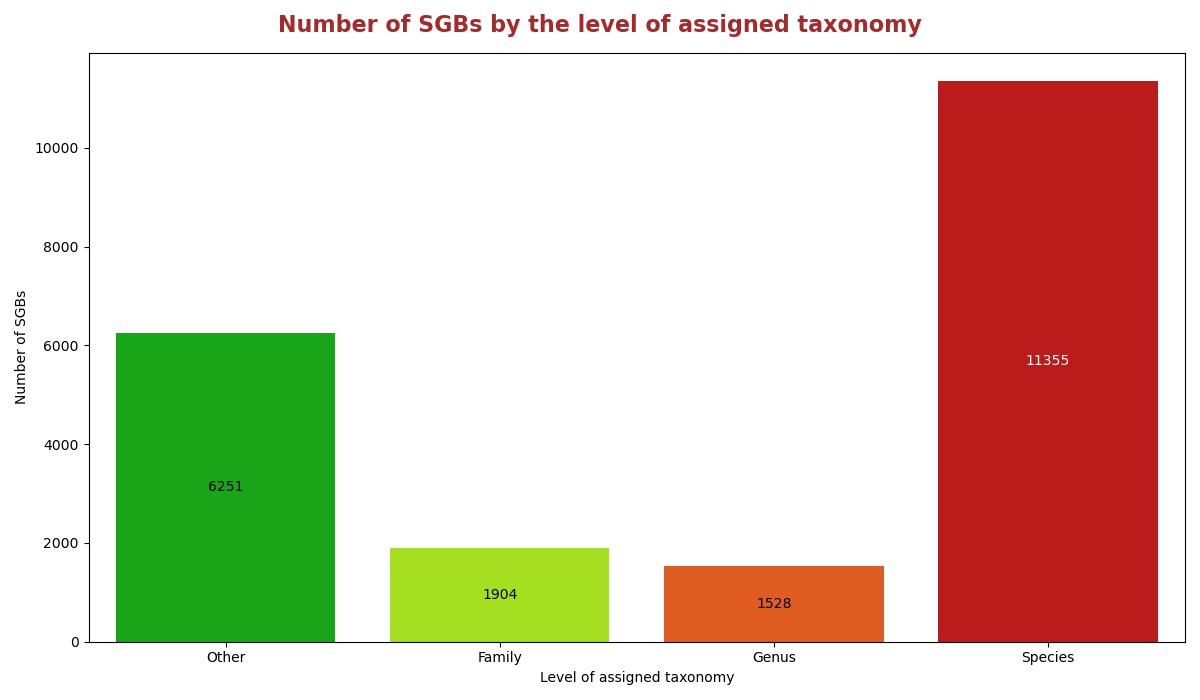 Number of SGBs by the level of assigned taxonomy
Number of SGBs
10000
8000
6000
4000
2000
0
6251
1904
1528
11355
Other Family Genus Species
Level of assigned taxonomy